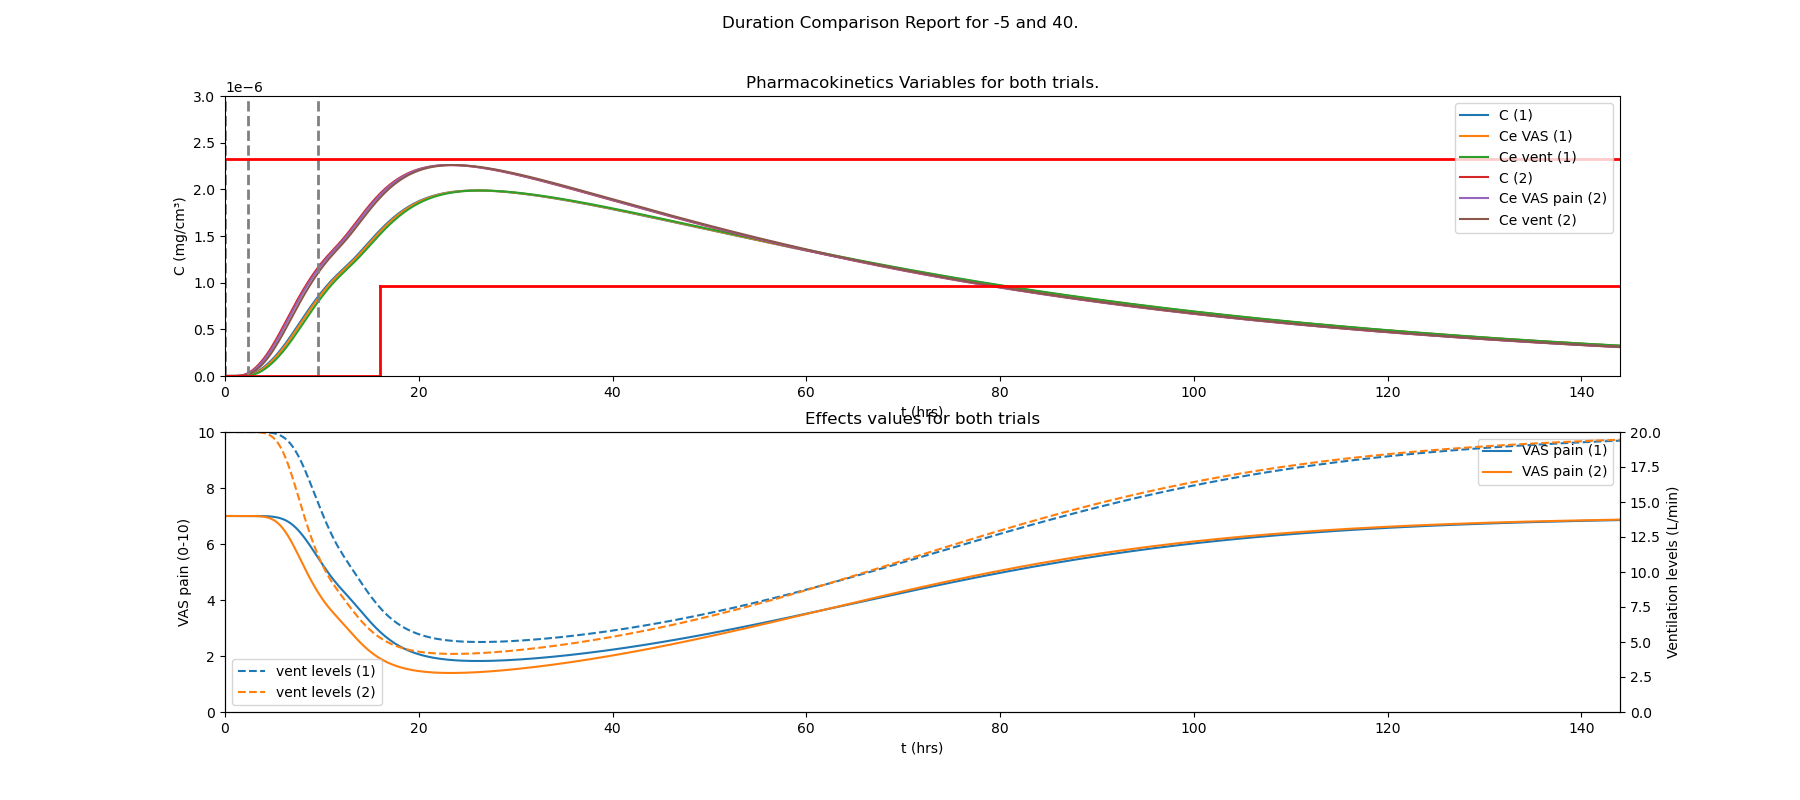 Duration Comparison Report for -5 and 40.
Pharmacokinetics Variables for both trials.
1e−6
3.0
2.5
2.0
1.5
1.0
0.5
0.0
C (mg/cm³)
C (1)
Ce VAS (1)
Ce vent (1)
C (2)
Ce VAS pain (2)
Ce vent (2)
0 20 40 60 80 100 120 140
t (hrs)
Effects values for both trials
10
8
6
4
2
0
VAS pain (0-10)
VAS pain (1)
VAS pain (2)
vent levels (1)
vent levels (2)
20.0
17.5
15.0
12.5
10.0
7.5
5.0
2.5
0.0
Ventilation levels (L/min)
0 20 40 60 80 100 120 140
t (hrs)